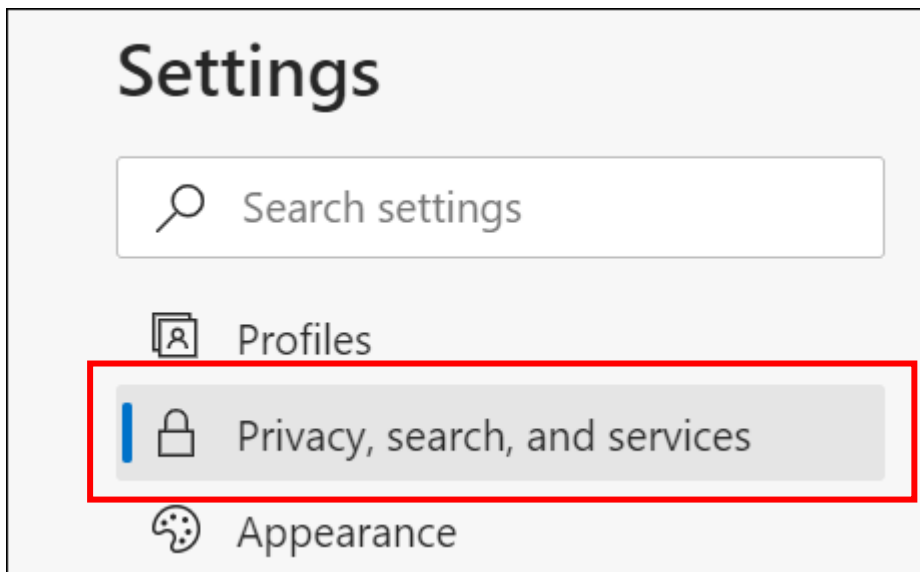 Settings
Search settings
Profiles
Privacy, search, and services
Appearance